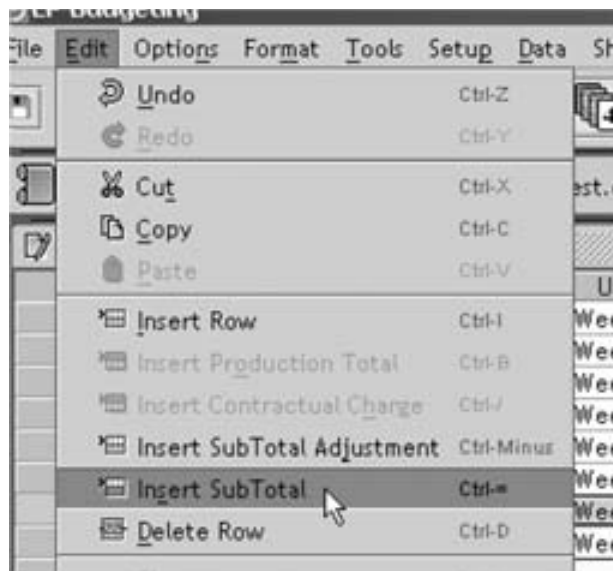 EP Budgeting
File Edit Options Format Tools Setup Data
Undo Ctrl-Z
Redo Ctrl-Y
Cut Ctrl-X
Copy Ctrl-C
Paste Ctrl-V
Insert Row Ctrl-I
Insert Production Total Ctrl-B
Insert Contractual Charge Ctrl-/
Insert SubTotal Adjustment Ctrl-Minus
Insert SubTotal Ctrl-=
Delete Row Ctrl-D